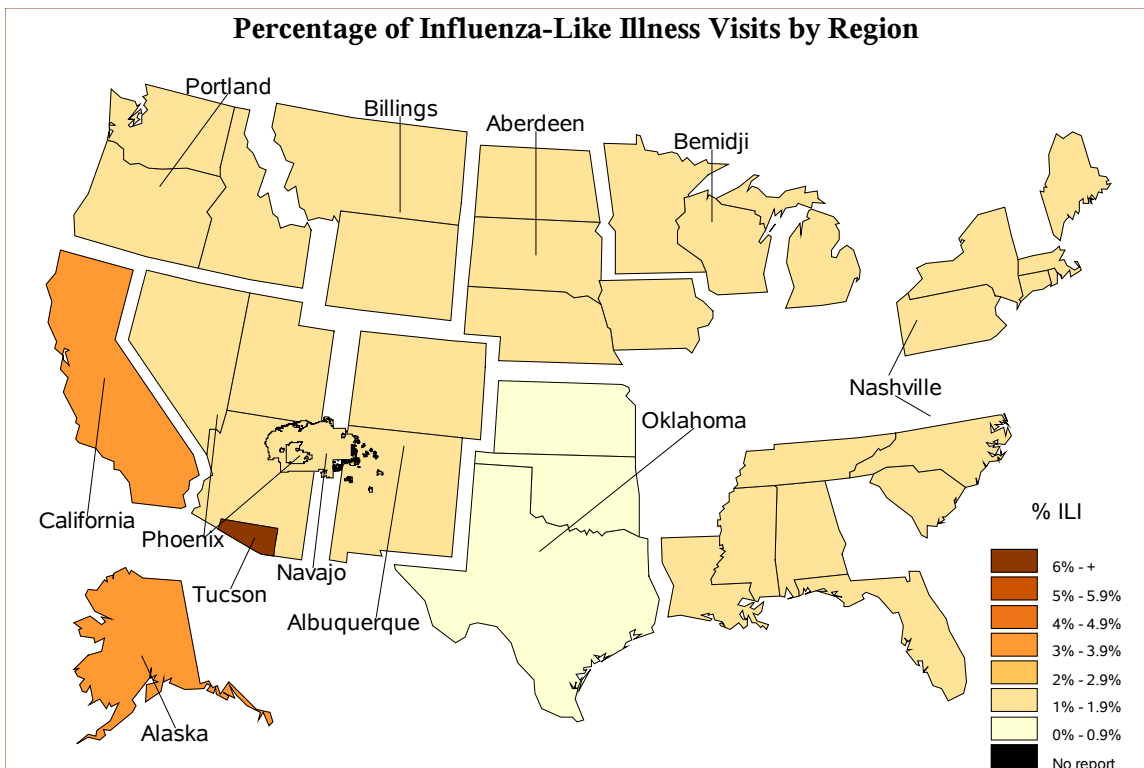 Percentage of Influenza-Like Illness Visits by Region
Portland
Billings
Aberdeen
Bemidji
Nashville
Oklahoma
California
Phoenix
Navajo
Tucson
Albuquerque
Alaska
% ILI
6% - +
5% - 5.9%
4% - 4.9%
3% - 3.9%
2% - 2.9%
1% - 1.9%
0% - 0.9%
No report